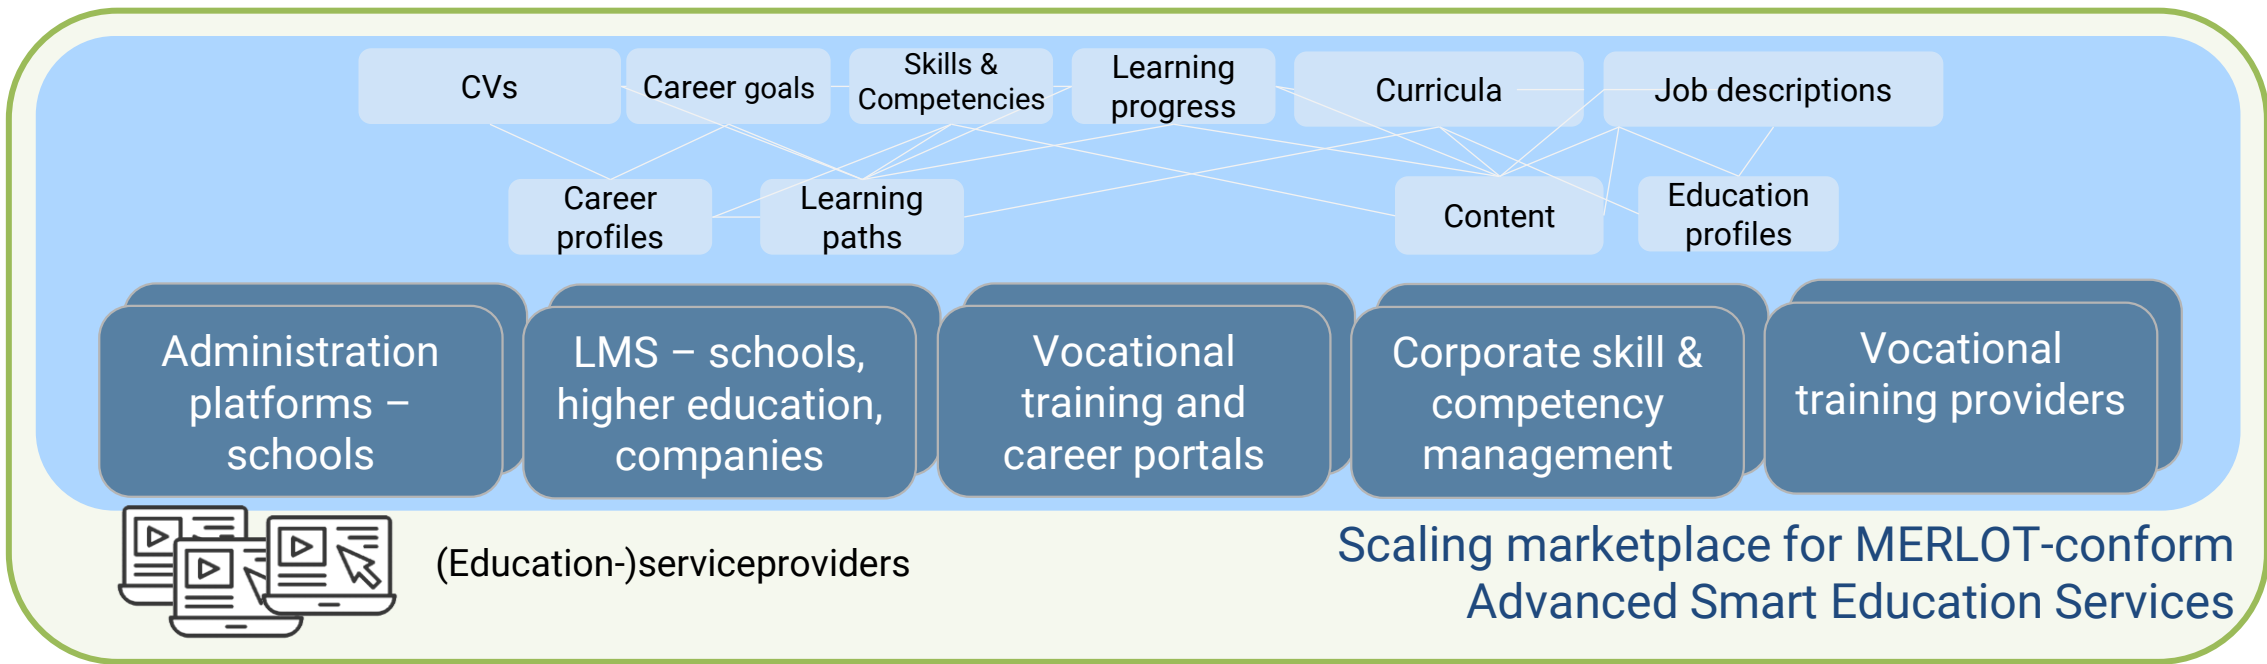 CVs
Career goals
Skills &
Competencies
Learning
progress
Curricula
Job descriptions
Career
profiles
Learning
paths
Content
Education
profiles
Administration
platforms –
schools
LMS – schools,
higher education,
companies
Vocational
training and
career portals
Corporate skill &
competency
management
Vocational
training providers
(Education-)serviceproviders
Scaling marketplace for MERLOT-conform
Advanced Smart Education Services